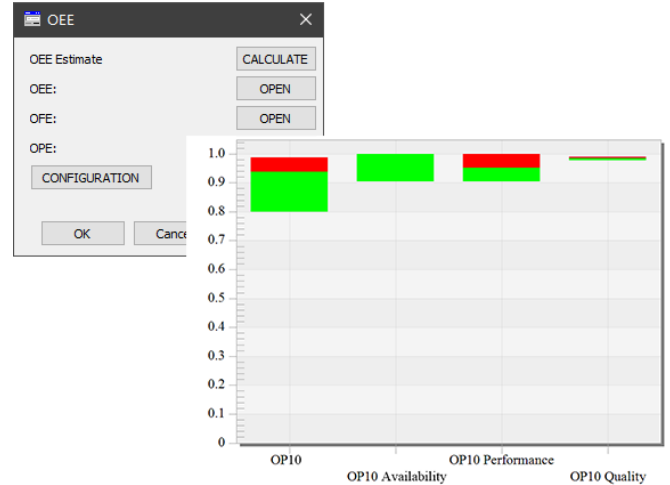 OEE
OEE Estimate CALCULATE
OEE: OPEN
OFE: OPEN
OPE:
CONFIGURATION
OK
1.0
0.9
0.8
0.7
0.6
0.5
0.4
0.3
0.2
0.1
0
OP10 OP10 Performance
OP10 Availability OP10 Quality